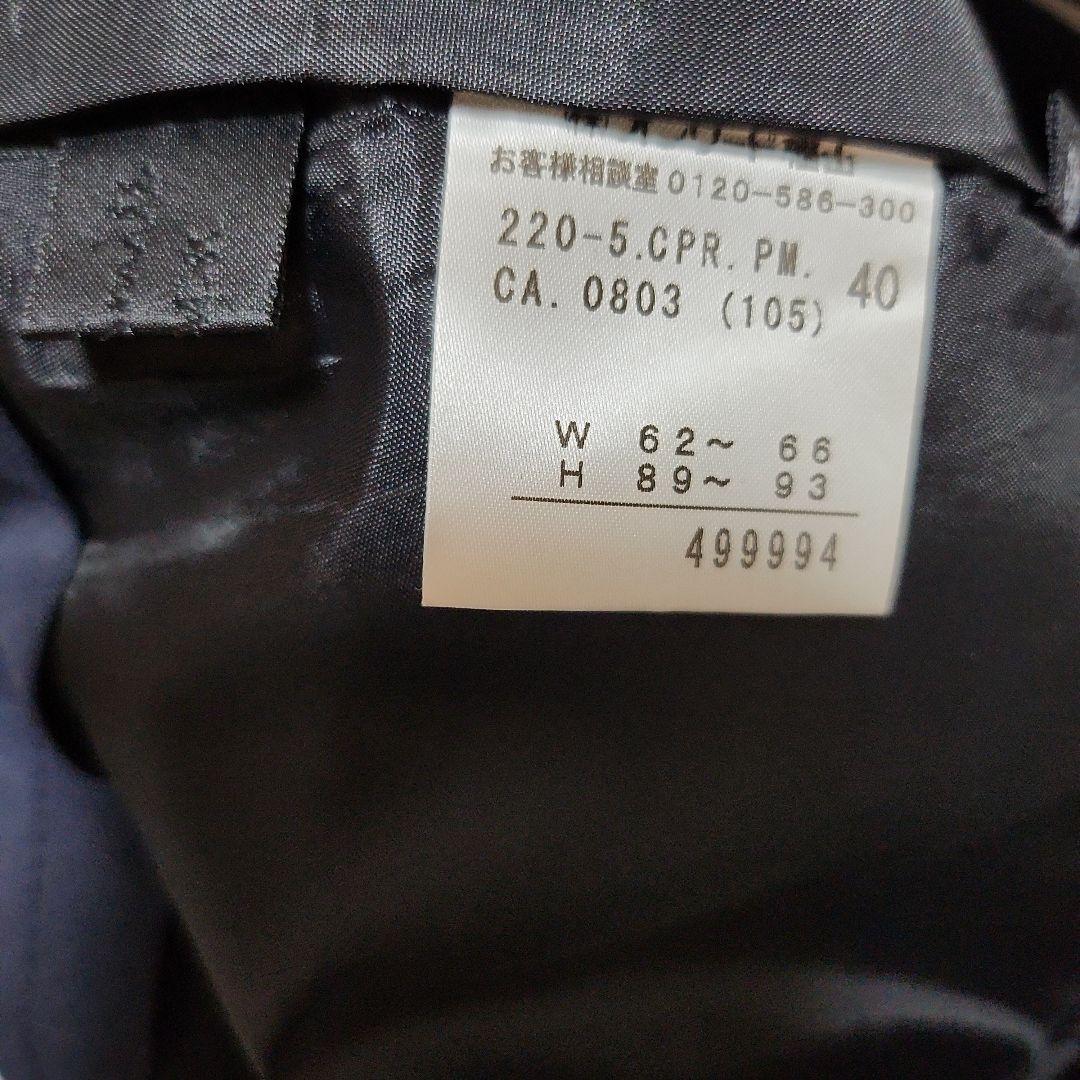 お客様相談室 0120-586-300
220-5.CPR.PM. 40
CA. 0803 (105)
W 62~ 66
H 89~ 93
499994